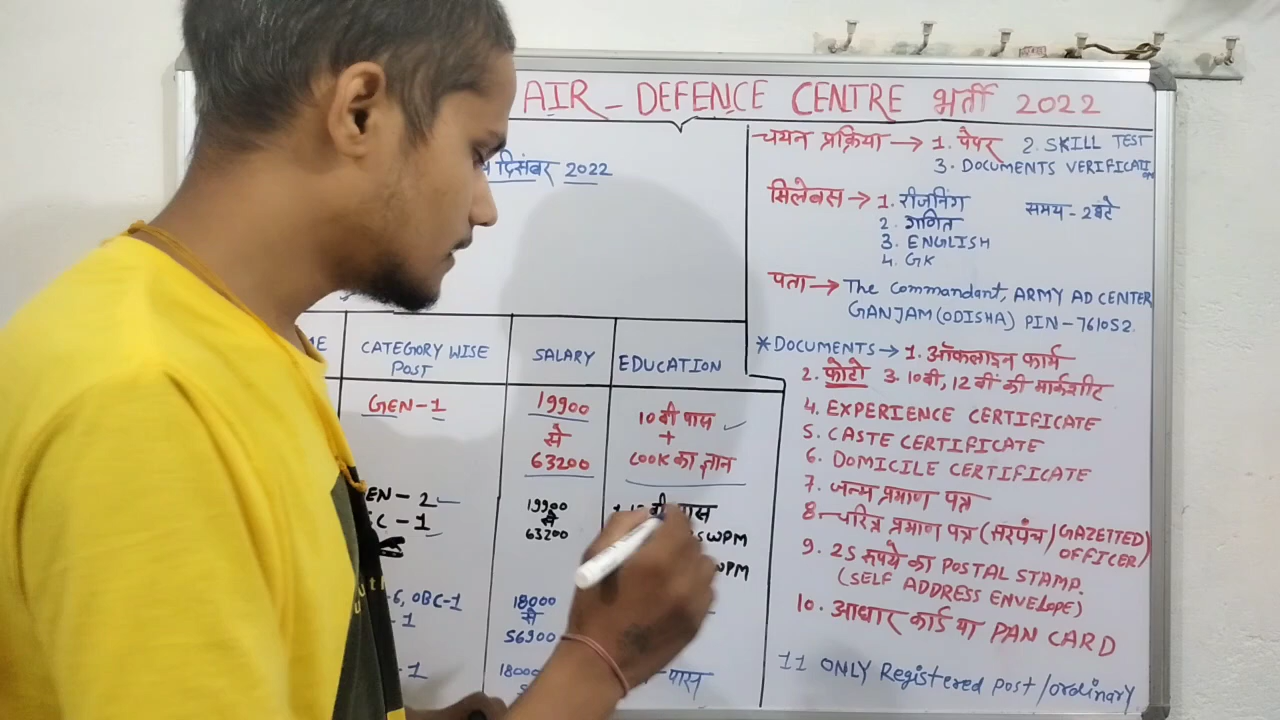 AIR - DEFENCE CENTRE भर्ती 2022
दिसंबर 2022
चयन प्रक्रिया → 1. पेपर 2. SKILL TEST
3. DOCUMENTS VERIFICATION
सिलेबस → 1. रीजनिंग समय - 2 घंटे
2. गणित
3. ENGLISH
4. GK
पता → The Commandant, ARMY AD CENTER
GANJAM (ODISHA) PIN - 761052
CATEGORY WISE POST
SALARY
EDUCATION
GEN-1
19900
से
63200
10 वी पास
+
COOK का ज्ञान
- 2
C - 1
19900
से
63200
पास
WPM
WPM
-6, OBC-1
- 1
18000
से
56900
- 1
18000
पास
* DOCUMENTS → 1. ऑफलाइन फार्म
2. फोटो 3. 10वी, 12 वीं की मार्कशीट
4. EXPERIENCE CERTIFICATE
5. CASTE CERTIFICATE
6. DOMICILE CERTIFICATE
7. जन्म प्रमाण पत्र
8. चरित्र प्रमाण पत्र (सरपंच / GAZETTED OFFICER)
9. 25 रुपये का POSTAL STAMP.
(SELF ADDRESS ENVELOPE)
10. आधार कार्ड या PAN CARD
11 ONLY Registered Post / ordinary